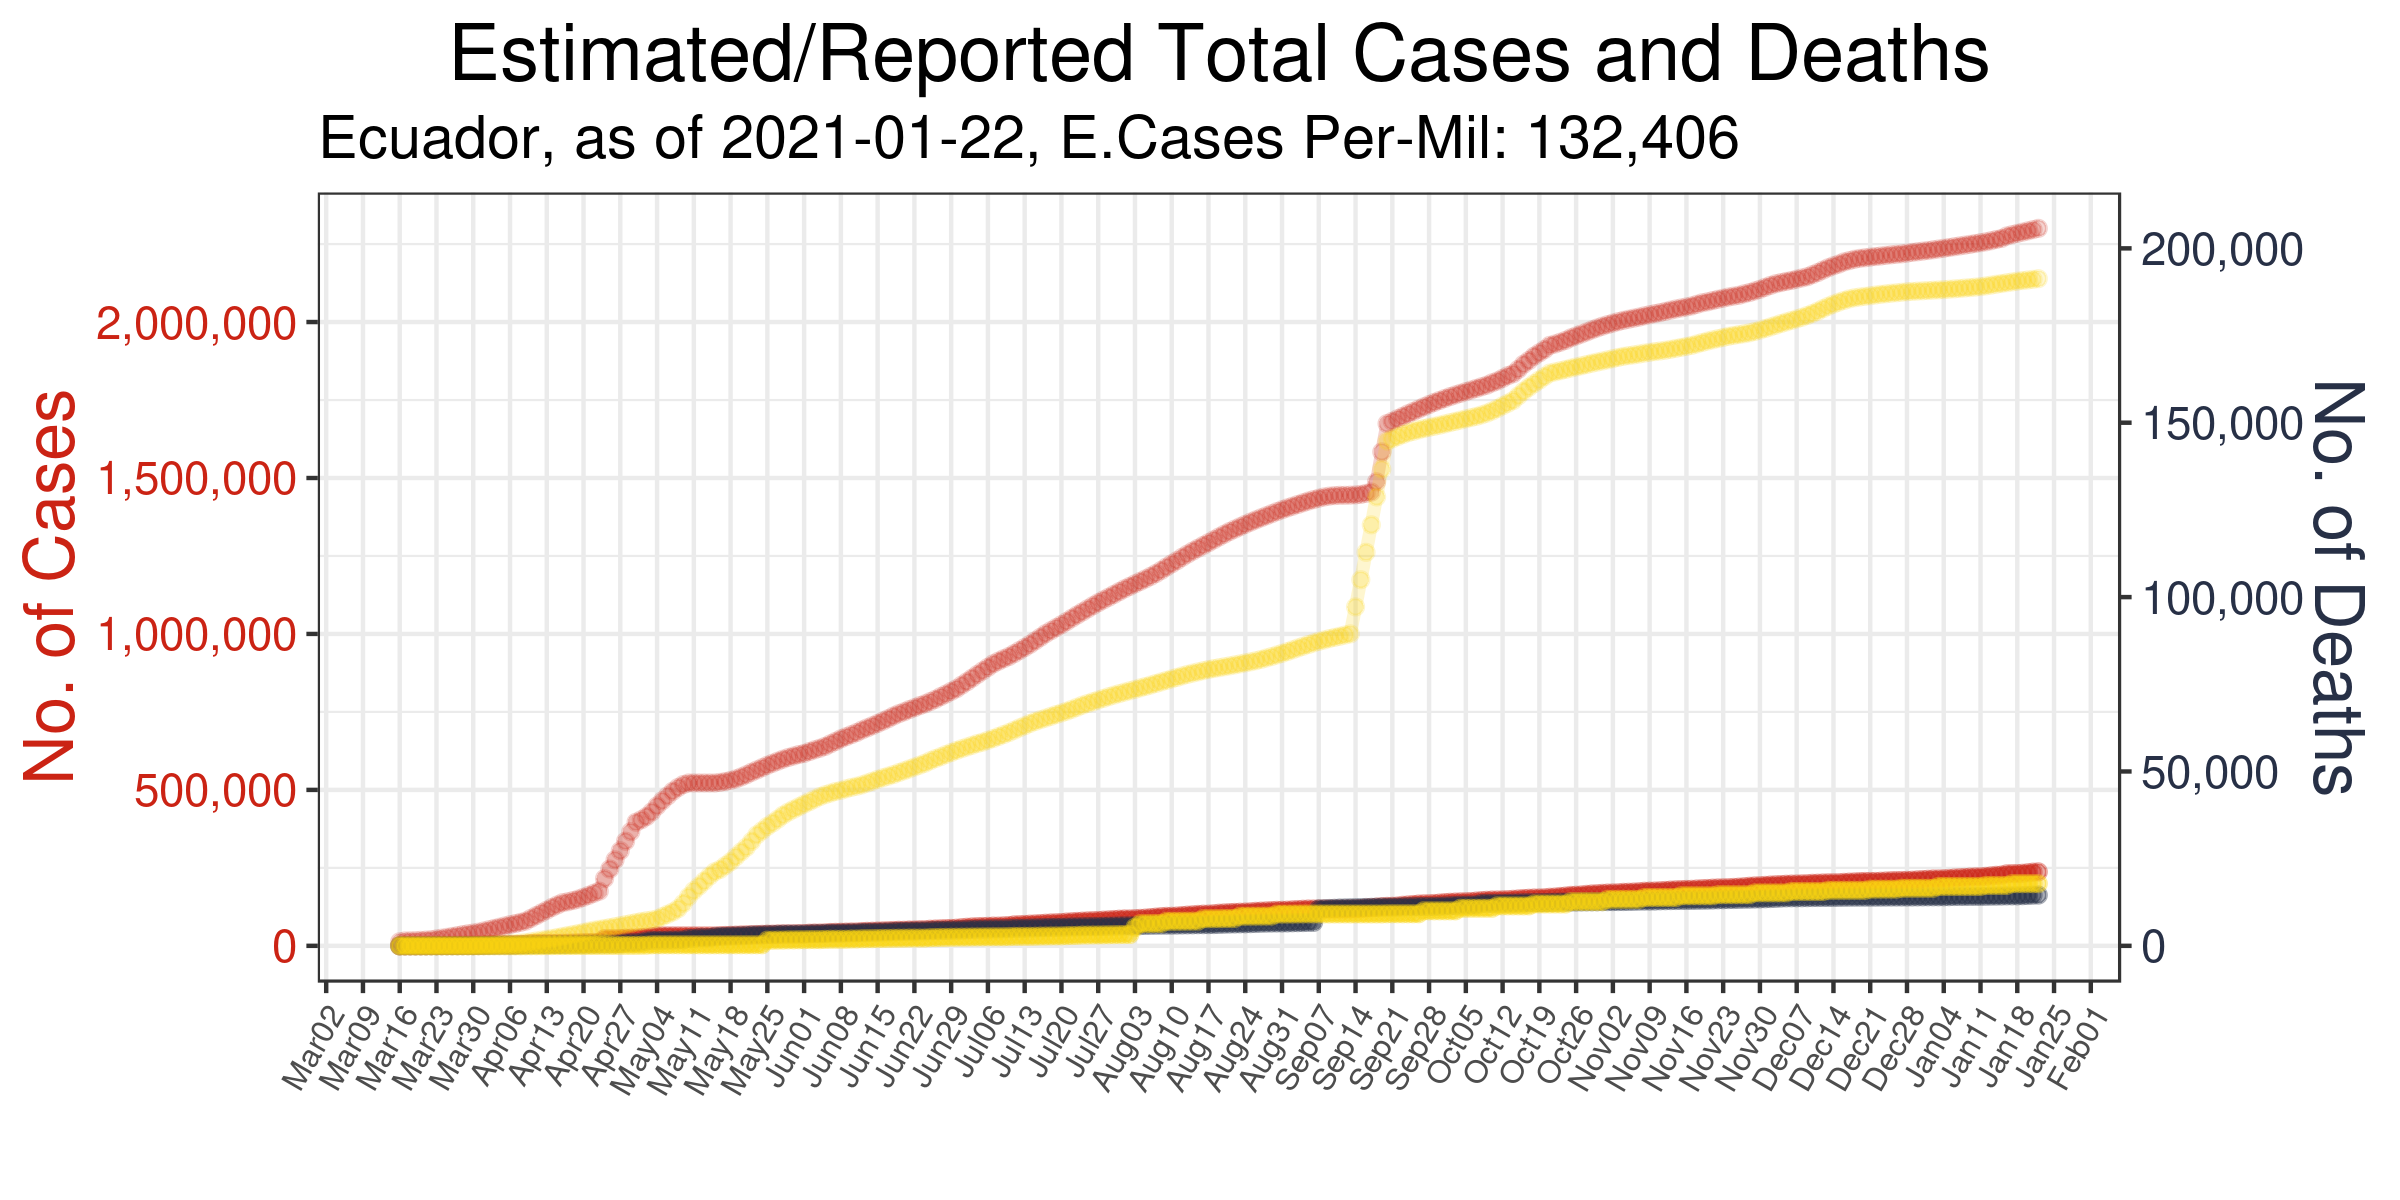 Estimated/Reported Total Cases and Deaths
Ecuador, as of 2021-01-22, E.Cases Per-Mil: 132,406
No. of Cases
2,000,000
1,500,000
1,000,000
500,000
0
200,000
150,000
100,000
50,000
0
No. of Deaths
Mar02
Mar09
Mar16
Mar23
Mar30
Apr06
Apr13
Apr20
Apr27
May04
May11
May18
May25
Jun01
Jun08
Jun15
Jun22
Jun29
Jul06
Jul13
Jul20
Jul27
Aug03
Aug10
Aug17
Aug24
Aug31
Sep07
Sep14
Sep21
Sep28
Oct05
Oct12
Oct19
Oct26
Nov02
Nov09
Nov16
Nov23
Nov30
Dec07
Dec14
Dec21
Dec28
Jan04
Jan11
Jan18
Jan25
Feb01